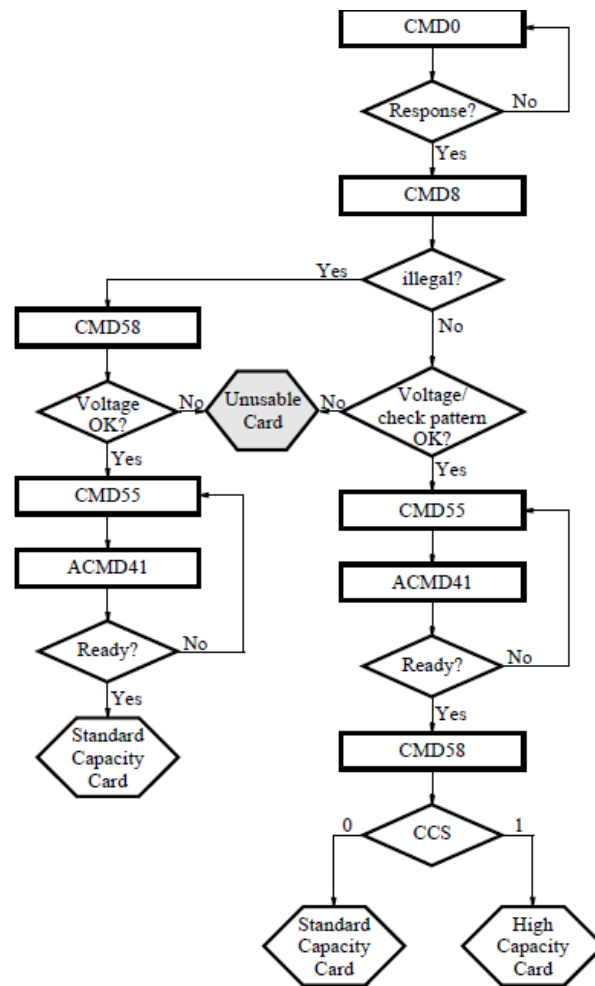 CMD0
Response?
No
Yes
CMD8
illegal?
Yes
No
CMD58
Voltage
OK?
No
Unusable
Card
No
Voltage/
check pattern
OK?
Yes
Yes
CMD55
CMD55
ACMD41
ACMD41
Ready?
No
Ready?
No
Yes
Yes
Standard
Capacity
Card
CMD58
0
CCS
1
Standard
Capacity
Card
High
Capacity
Card